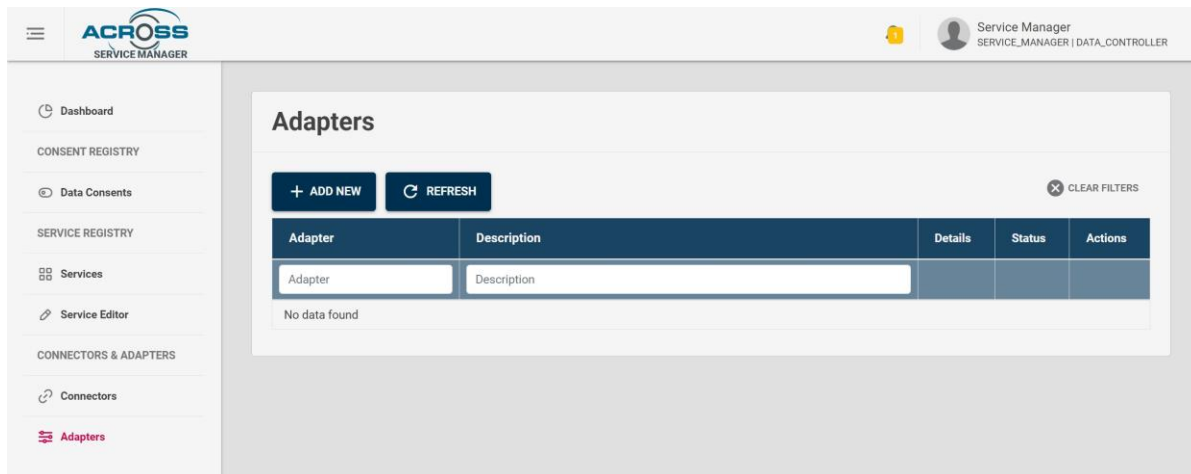 ACROSS
SERVICE MANAGER
1
Service Manager
SERVICE_MANAGER | DATA_CONTROLLER
Dashboard
CONSENT REGISTRY
Data Consents
SERVICE REGISTRY
Services
Service Editor
CONNECTORS & ADAPTERS
Connectors
Adapters
Adapters
+ ADD NEW
REFRESH
CLEAR FILTERS
Adapter Description Details Status Actions
Adapter Description
No data found